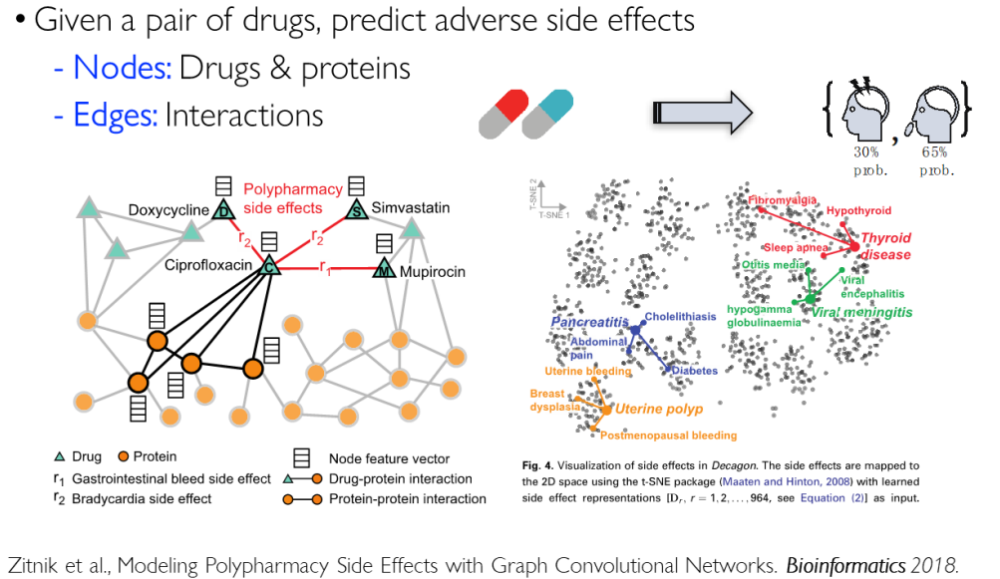 • Given a pair of drugs, predict adverse side effects
- Nodes: Drugs & proteins
- Edges: Interactions
{ , }
30% prob.
65% prob.
Polypharmacy side effects
Doxycycline
D
S
Simvastatin
r2
r2
Ciprofloxacin
C
r1
M
Mupirocin
Drug
Protein
Node feature vector
r1 Gastrointestinal bleed side effect
Drug-protein interaction
r2 Bradycardia side effect
Protein-protein interaction
T-SNE 2
T-SNE 1
Fibromyalgia
Hypothyroid
Sleep apnea
Thyroid disease
Otitis media
Viral encephalitis
hypogamma globulinaemia
Viral meningitis
Pancreatitis
Cholelithiasis
Abdominal pain
Diabetes
Uterine bleeding
Breast dysplasia
Uterine polyp
Postmenopausal bleeding
Fig. 4. Visualization of side effects in Decagon. The side effects are mapped to
the 2D space using the t-SNE package (Maaten and Hinton, 2008) with learned
side effect representations [Dr, r = 1, 2, . . . , 964, see Equation (2)] as input.
Zitnik et al., Modeling Polypharmacy Side Effects with Graph Convolutional Networks. Bioinformatics 2018.